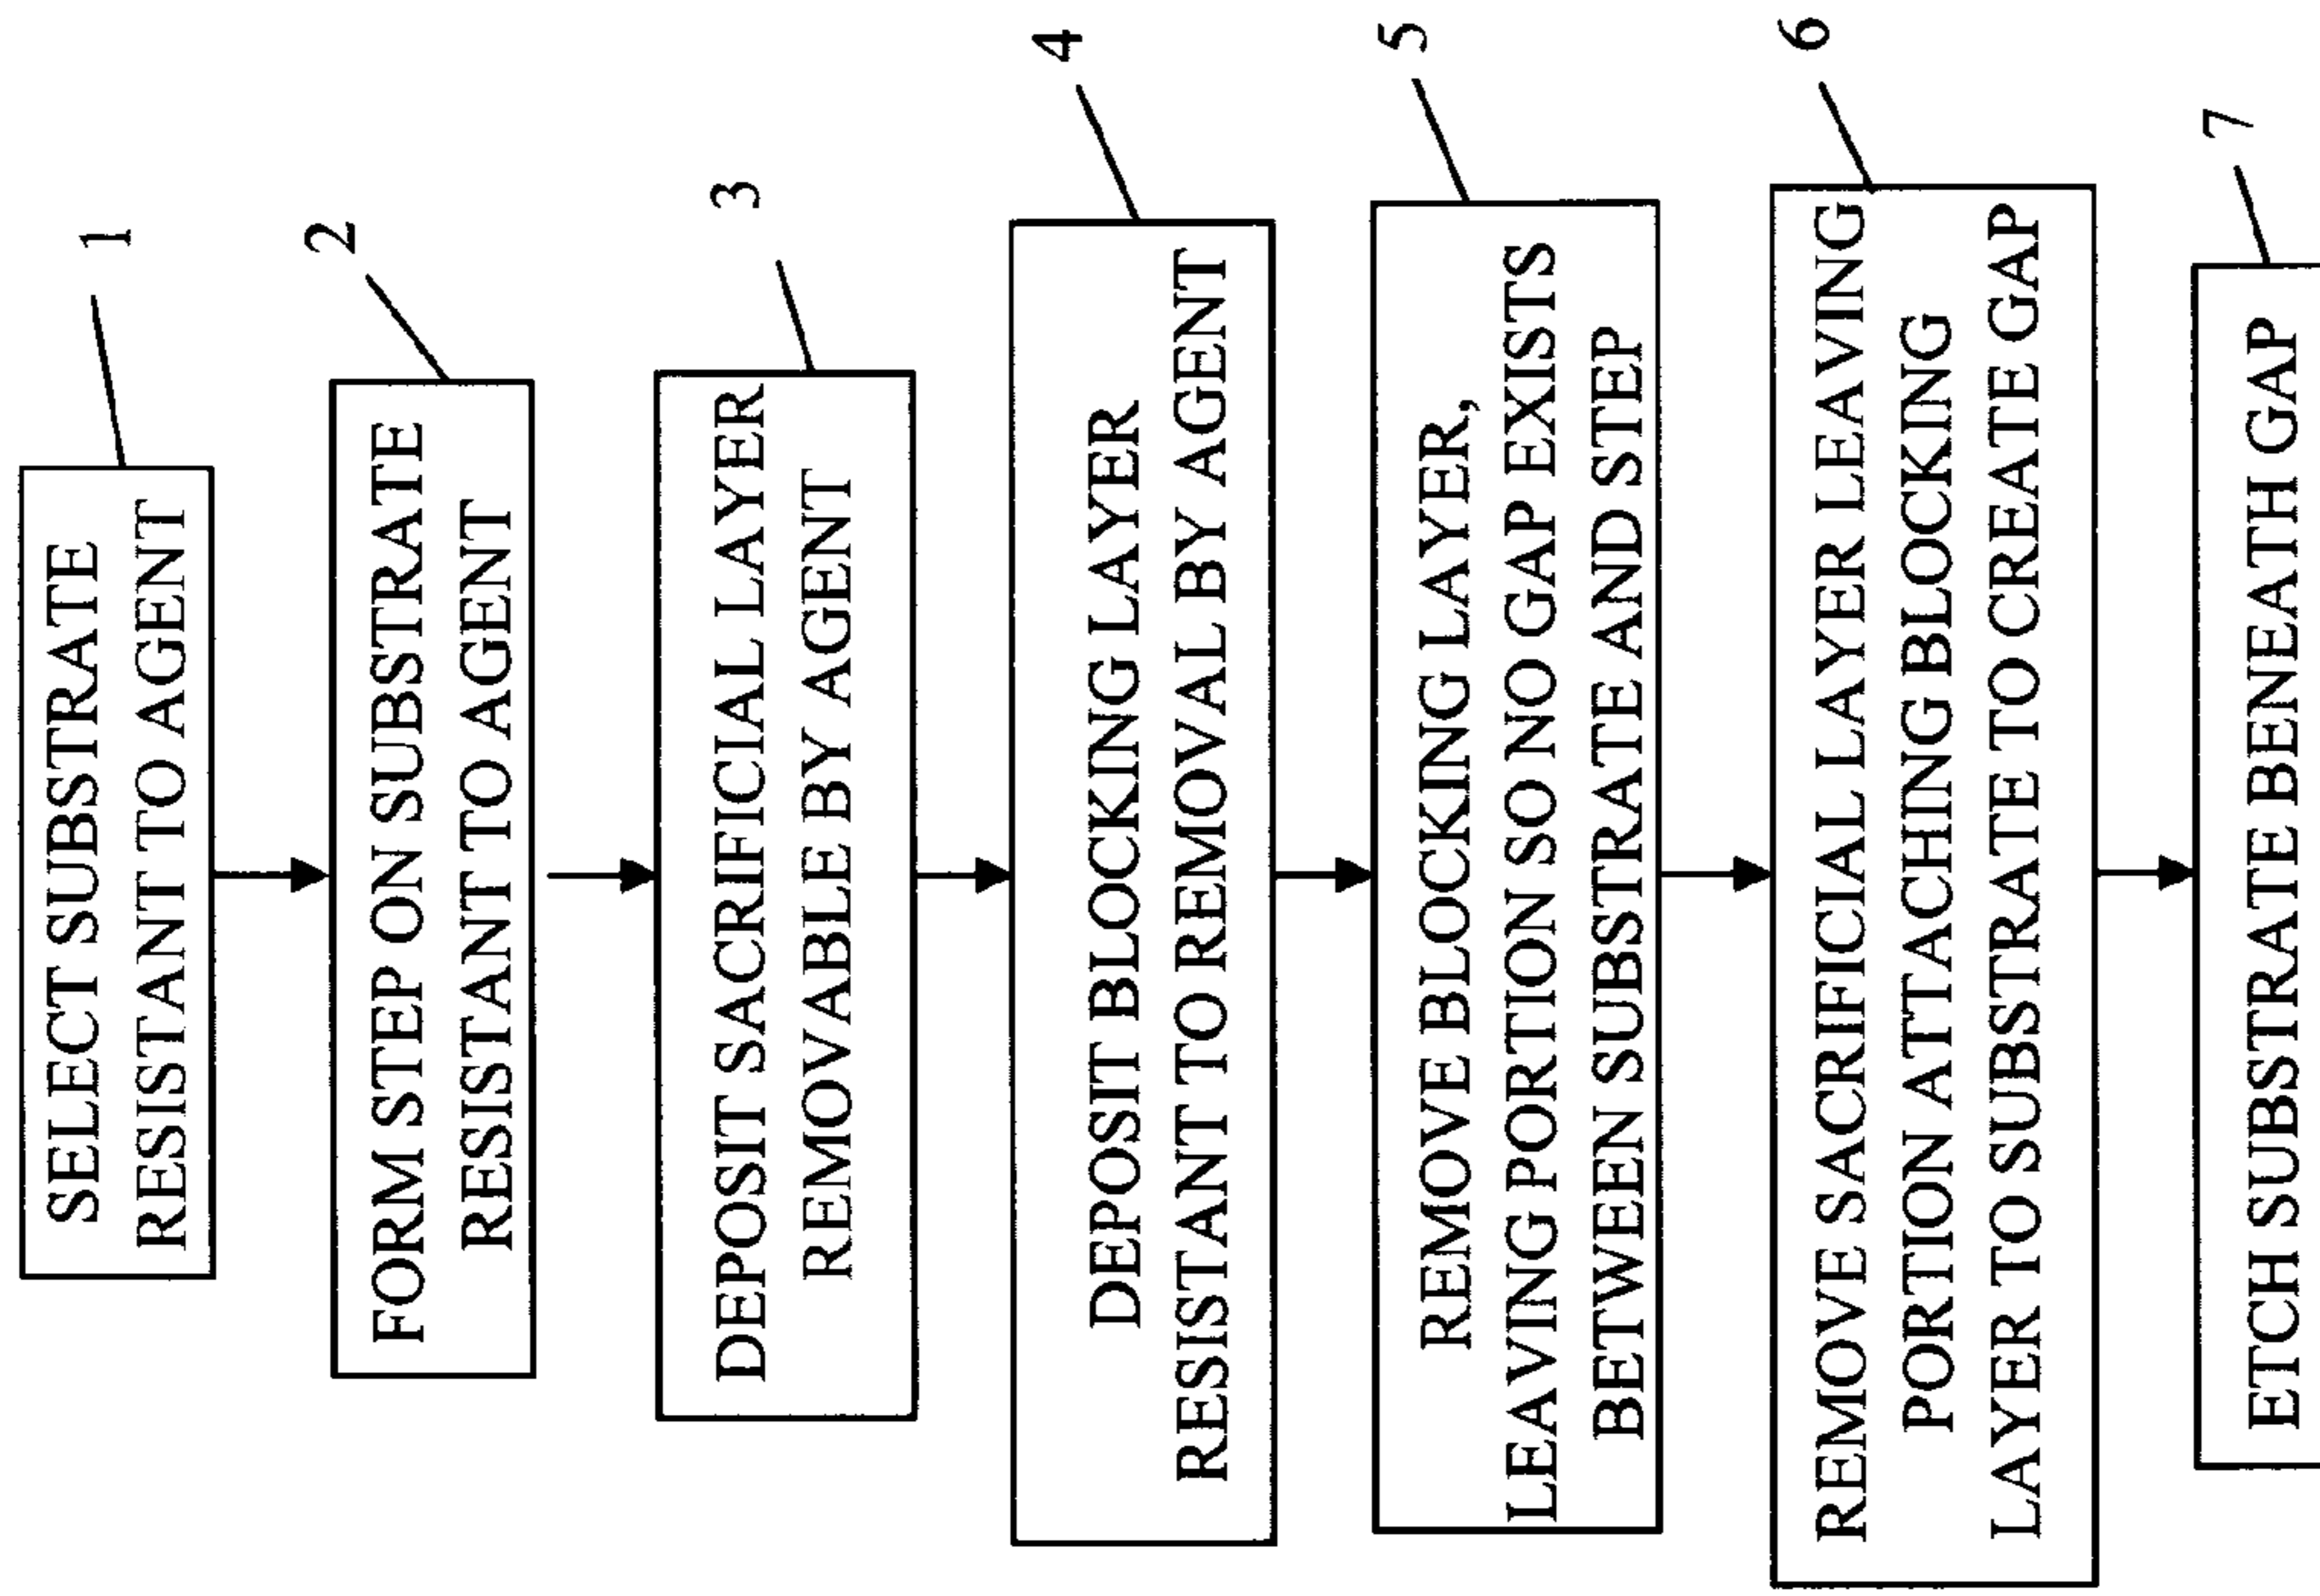 1
SELECT SUBSTRATE
RESISTANT TO AGENT
2
FORM STEP ON SUBSTRATE
RESISTANT TO AGENT
3
DEPOSIT SACRIFICIAL LAYER
REMOVABLE BY AGENT
4
DEPOSIT BLOCKING LAYER
RESISTANT TO REMOVAL BY AGENT
5
REMOVE BLOCKING LAYER,
LEAVING PORTION SO NO GAP EXISTS
BETWEEN SUBSTRATE AND STEP
6
REMOVE SACRIFICIAL LAYER LEAVING
PORTION ATTACHING BLOCKING
LAYER TO SUBSTRATE TO CREATE GAP
7
ETCH SUBSTRATE BENEATH GAP